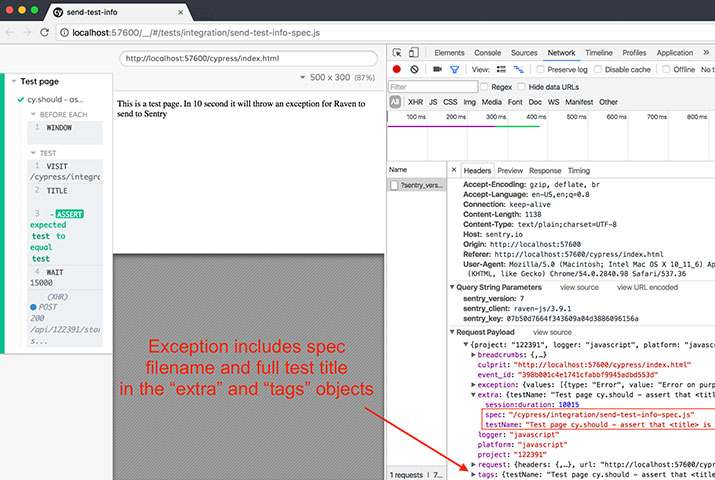 send-test-info
localhost:57600/__/#/tests/integration/send-test-info-spec.js
Test page
cy.should - as...
BEFORE EACH
1 WINDOW
TEST
1 VISIT
/cypress/integra
2 TITLE
3 - ASSERT
expected
test to
equal
test
4 WAIT
15000
(XHR)
POST
200
/api/122391/stor
s...
http://localhost:57600/cypress/index.html
500 x 300 (87%)
This is a test page. In 10 second it will throw an exception for Raven to
send to Sentry
Exception includes spec
filename and full test title
in the “extra” and “tags” objects
Elements Console Sources Network Timeline Profiles Application
View: Preserve log Disable cache Offline No t
Filter Regex Hide data URLs
All XHR JS CSS Img Media Font Doc WS Manifest Other
100 ms 200 ms 300 ms 400 ms 500 ms 600 ms 700 ms 800 ms
Name
?sentry_vers...
1 requests | 7...
× Headers Preview Response Timing
Accept-Encoding: gzip, deflate, br
Accept-Language: en-US,en;q=0.8
Connection: keep-alive
Content-Length: 1138
Content-Type: text/plain;charset=UTF-8
Host: sentry.io
Origin: http://localhost:57600
Referer: http://localhost:57600/cypress/index.html
User-Agent: Mozilla/5.0 (Macintosh; Intel Mac OS X 10_11_6) Ap
(KHTML, like Gecko) Chrome/54.0.2840.98 Safari/537.36
Query String Parameters view source view URL encoded
sentry_version: 7
sentry_client: raven-js/3.9.1
sentry_key: 07b50d7664f343609a04d3886096156a
Request Payload view source
{project: "122391", logger: "javascript", platform: "javasc
breadcrumbs: {,…}
culprit: "http://localhost:57600/cypress/index.html"
event_id: "398b001c4e1741cfabbf9945adbd553d"
exception: {values: [{type: "Error", value: "Error on purp
extra: {testName: "Test page cy.should - assert that <title
session:duration: 10015
spec: "/cypress/integration/send-test-info-spec.js"
testName: "Test page cy.should - assert that <title> is
logger: "javascript"
platform: "javascript"
project: "122391"
request: {headers: {,…}, url: "http://localhost:57600/cypr
tags: {testName: "Test page cy.should - assert that <title>